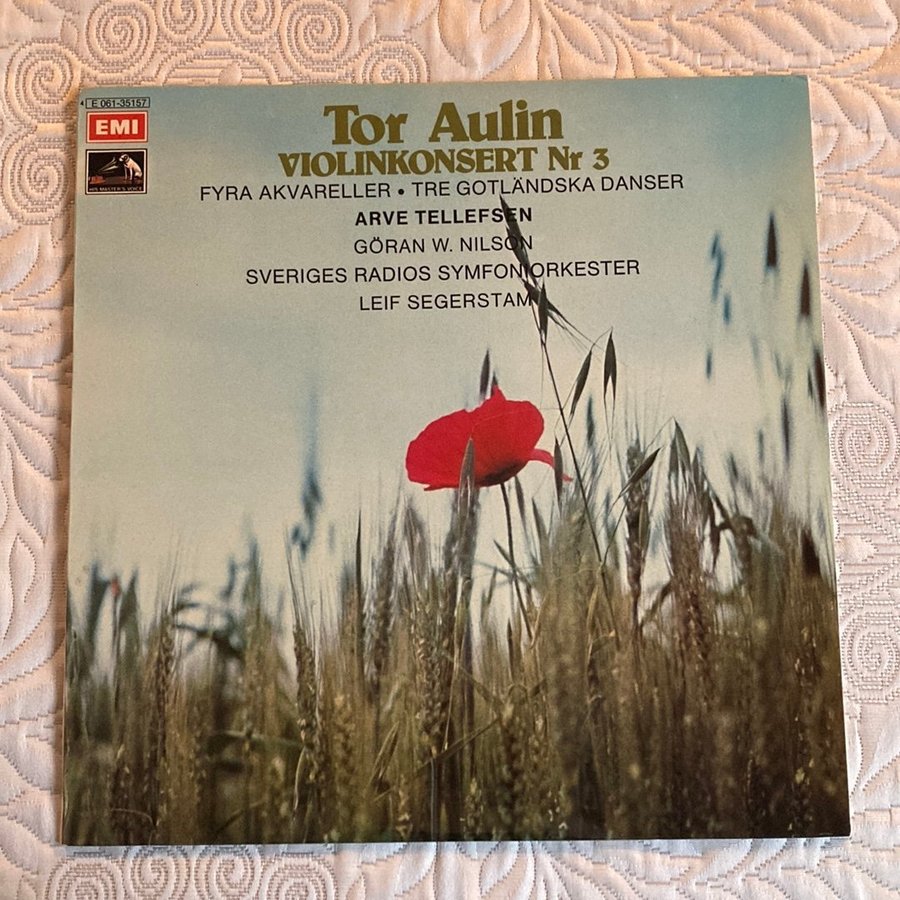 4 E 061-35157
EMI
HIS MASTER'S VOICE
Tor Aulin
VIOLINKONSERT Nr 3
FYRA AKVARELLER • TRE GOTLÄNDSKA DANSER
ARVE TELLEFSEN
GÖRAN W. NILSON
SVERIGES RADIOS SYMFONIORKESTER
LEIF SEGERSTAM